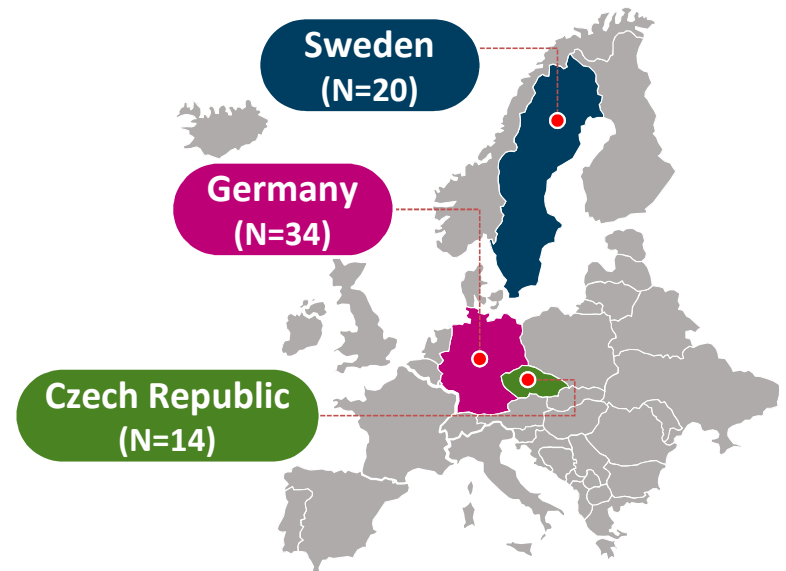 Sweden
(N=20)
Germany
(N=34)
Czech Republic
(N=14)